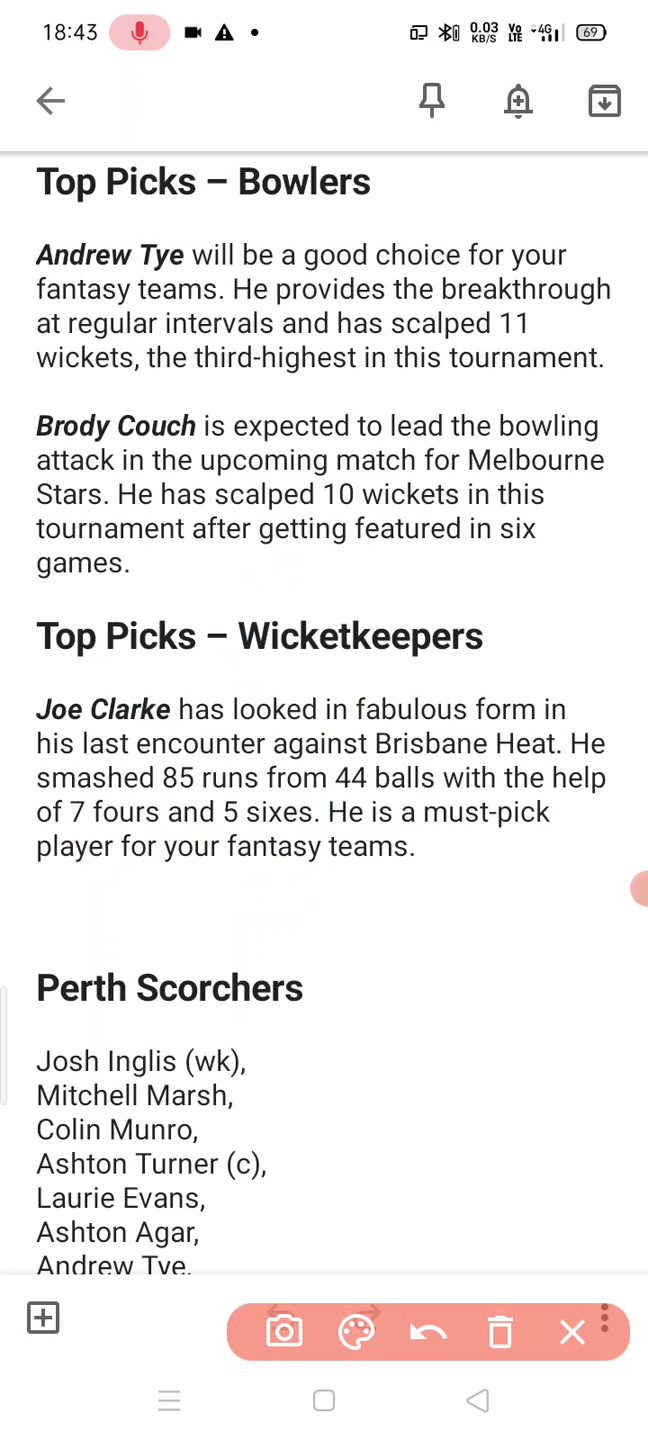 18:43
0.03 KB/S
VO LTE
4G
69
Top Picks – Bowlers
Andrew Tye will be a good choice for your
fantasy teams. He provides the breakthrough
at regular intervals and has scalped 11
wickets, the third-highest in this tournament.
Brody Couch is expected to lead the bowling
attack in the upcoming match for Melbourne
Stars. He has scalped 10 wickets in this
tournament after getting featured in six
games.
Top Picks – Wicketkeepers
Joe Clarke has looked in fabulous form in
his last encounter against Brisbane Heat. He
smashed 85 runs from 44 balls with the help
of 7 fours and 5 sixes. He is a must-pick
player for your fantasy teams.
Perth Scorchers
Josh Inglis (wk),
Mitchell Marsh,
Colin Munro,
Ashton Turner (c),
Laurie Evans,
Ashton Agar,
Andrew Tye,